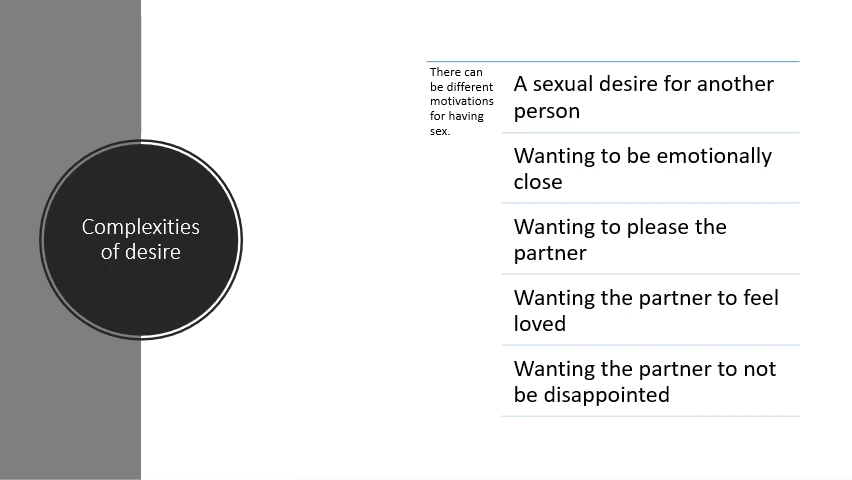 Complexities
of desire
There can
be different
motivations
for having
sex.
A sexual desire for another
person
Wanting to be emotionally
close
Wanting to please the
partner
Wanting the partner to feel
loved
Wanting the partner to not
be disappointed